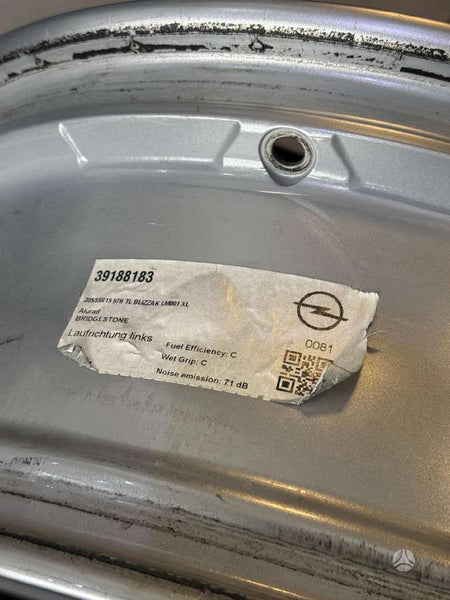 39188183
205/55R19 97H TL BLIZZAK LM001 XL
Alurad
BRIDGESTONE
Laufrichtung links
Fuel Efficiency: C
Wet Grip: C
Noise emission: 71 dB
0081